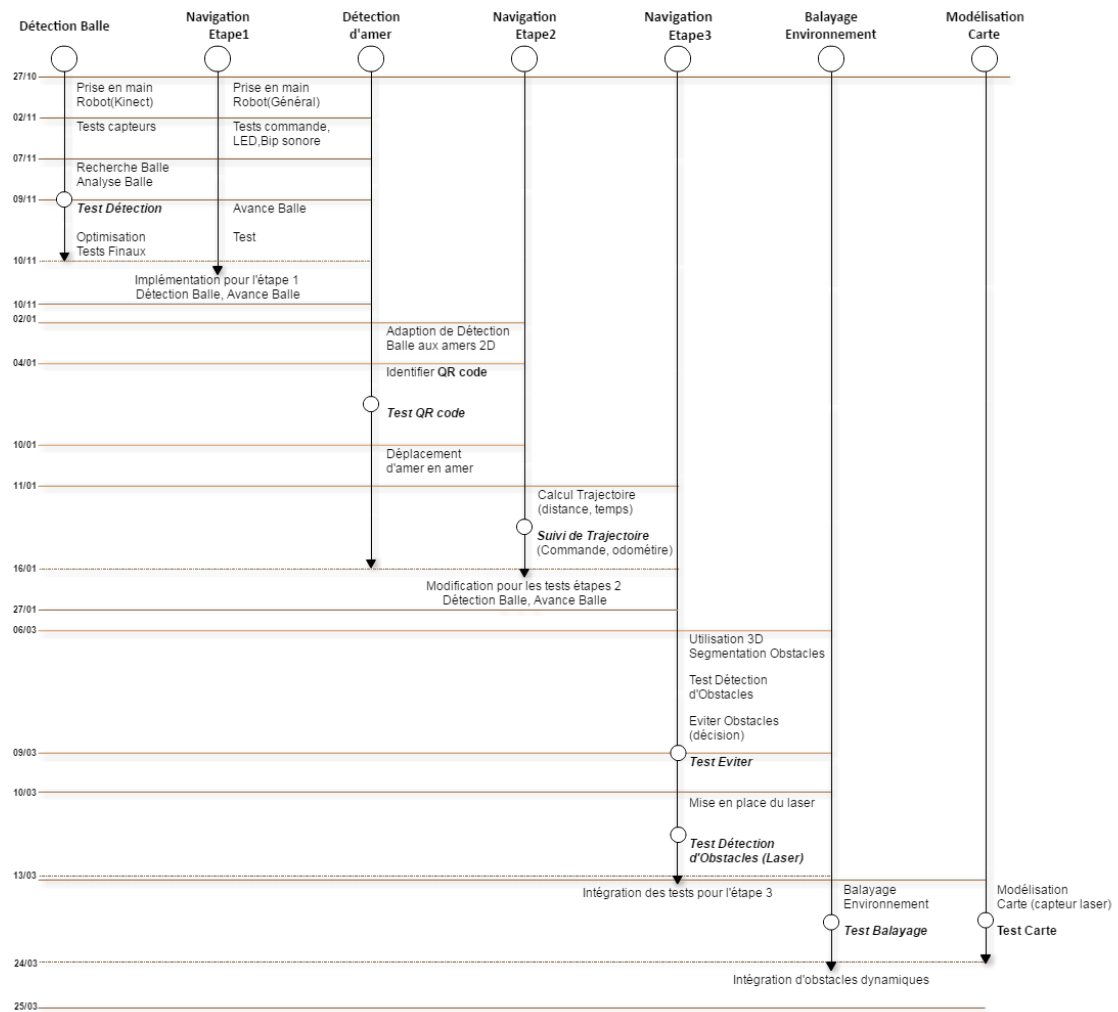 Détection Balle
Navigation
Etape1
Détection
d'amer
Navigation
Etape2
Navigation
Etape3
Balayage
Environnement
Modélisation
Carte
27/10
Prise en main
Robot(Kinect)
Prise en main
Robot(Général)
02/11
Tests capteurs
Tests commande,
LED,Bip sonore
07/11
Recherche Balle
Analyse Balle
09/11
Test Détection
Avance Balle
Optimisation
Tests Finaux
Test
10/11
Implémentation pour l'étape 1
Détection Balle, Avance Balle
10/11
02/01
Adaption de Détection
Balle aux amers 2D
04/01
Identifier QR code
Test QR code
10/01
Déplacement
d'amer en amer
11/01
Calcul Trajectoire
(distance, temps)
Suivi de Trajectoire
(Commande, odométire)
16/01
Modification pour les tests étapes 2
Détection Balle, Avance Balle
27/01
06/03
Utilisation 3D
Segmentation Obstacles
Test Détection
d'Obstacles
Eviter Obstacles
(décision)
09/03
Test Eviter
10/03
Mise en place du laser
Test Détection
d'Obstacles (Laser)
13/03
Intégration des tests pour l'étape 3
Balayage
Environnement
Modélisation
Carte (capteur laser)
Test Balayage
Test Carte
24/03
Intégration d'obstacles dynamiques
25/03